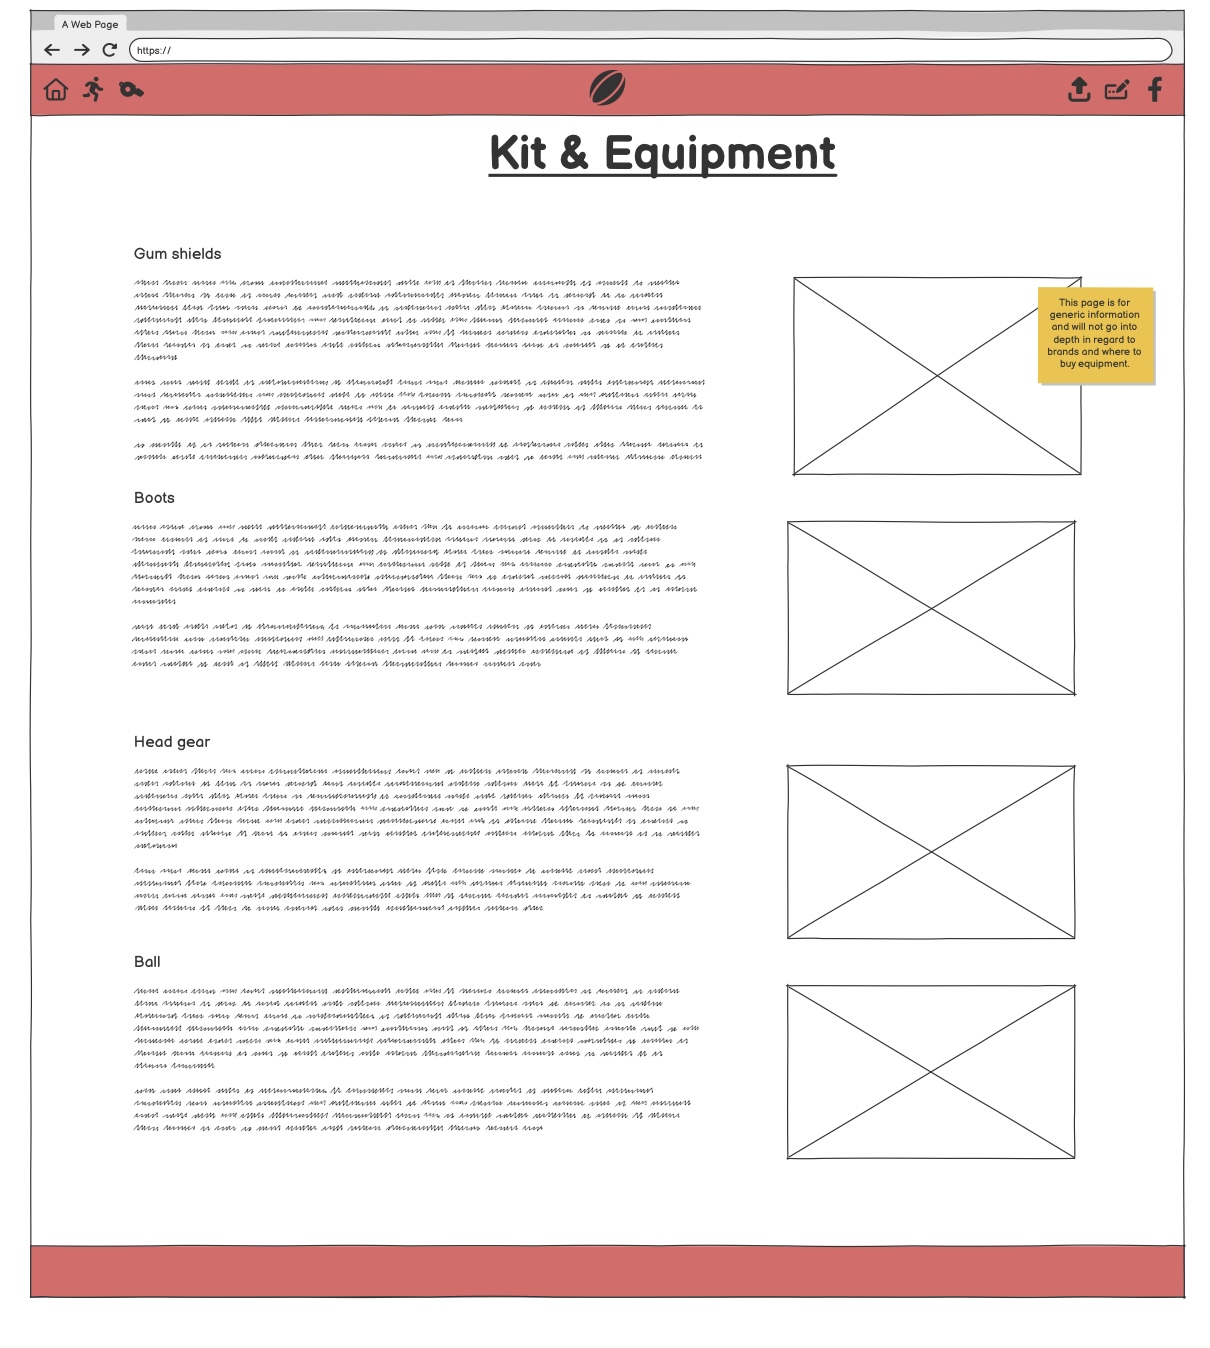 A Web Page
https://
Kit & Equipment
Gum shields
This page is for
generic information
and will not go into
depth in regard to
brands and where to
buy equipment.
Boots
Head gear
Ball